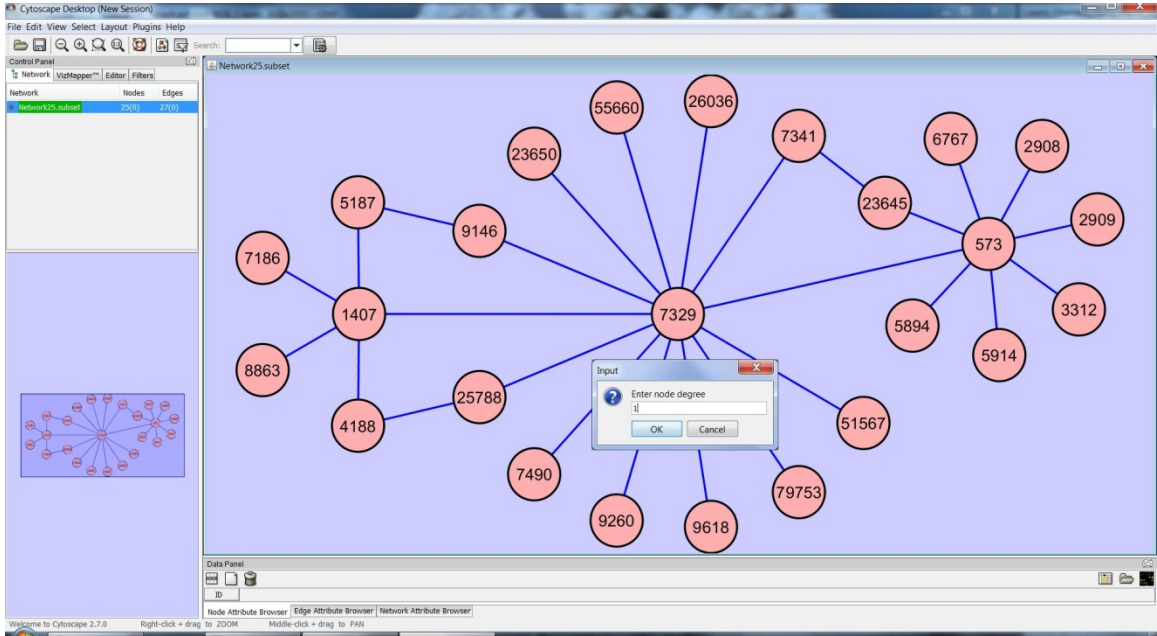 Cytoscape Desktop (New Session)
File Edit View Select Layout Plugins Help
Search:
Control Panel
Network VizMapper™ Editor Filters
Network Nodes Edges
Network25.subset 25(0) 27(0)
Network25.subset
55660
26036
7341
6767
2908
23650
5187
23645
2909
9146
573
7186
1407
7329
3312
5894
5914
8863
25788
4188
51567
7490
79753
9260
9618
Input
Enter node degree
1
OK Cancel
Data Panel
ID
Node Attribute Browser Edge Attribute Browser Network Attribute Browser
Welcome to Cytoscape 2.7.0 Right-click + drag to ZOOM Middle-click + drag to PAN